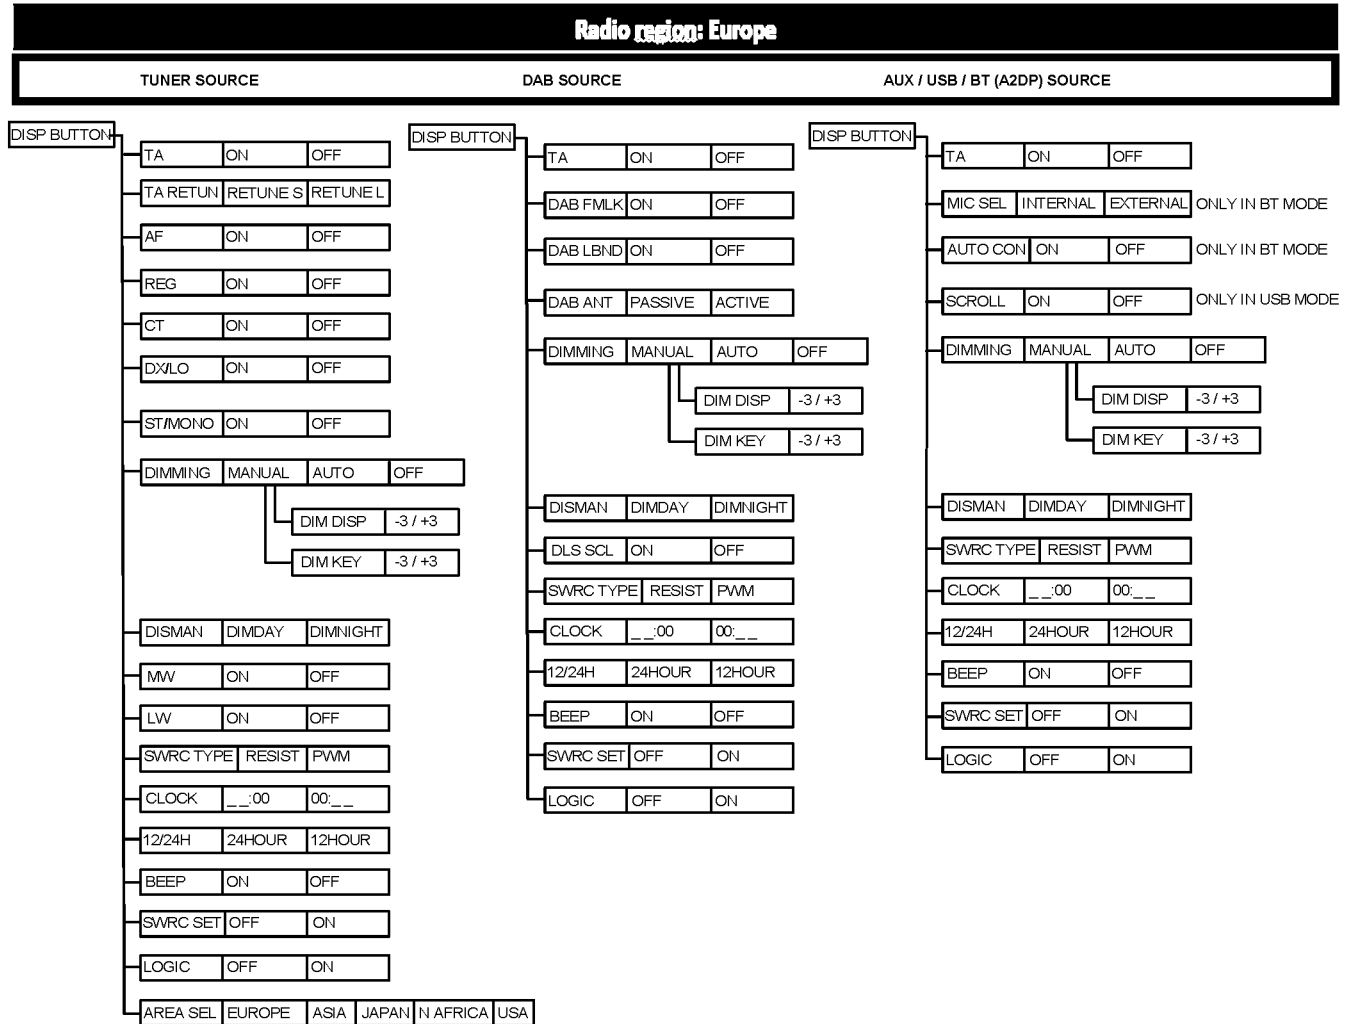 Radio region: Europe
TUNER SOURCE
DAB SOURCE
AUX / USB / BT (A2DP) SOURCE
DISP BUTTON
TA ON OFF
TA RETUN RETUNE S RETUNE L
AF ON OFF
REG ON OFF
CT ON OFF
DX/LO ON OFF
ST/MONO ON OFF
DIMMING MANUAL AUTO OFF
DIM DISP -3 / +3
DIM KEY -3 / +3
DISMAN DIMDAY DIMNIGHT
MW ON OFF
LW ON OFF
SWRC TYPE RESIST PWM
CLOCK _ _:00 00:_ _
12/24H 24HOUR 12HOUR
BEEP ON OFF
SWRC SET OFF ON
LOGIC OFF ON
AREA SEL EUROPE ASIA JAPAN N AFRICA USA
DISP BUTTON
TA ON OFF
DAB FMLK ON OFF
DAB LBND ON OFF
DAB ANT PASSIVE ACTIVE
DIMMING MANUAL AUTO OFF
DIM DISP -3 / +3
DIM KEY -3 / +3
DISMAN DIMDAY DIMNIGHT
DLS SCL ON OFF
SWRC TYPE RESIST PWM
CLOCK _ _:00 00:_ _
12/24H 24HOUR 12HOUR
BEEP ON OFF
SWRC SET OFF ON
LOGIC OFF ON
DISP BUTTON
TA ON OFF
MIC SEL INTERNAL EXTERNAL ONLY IN BT MODE
AUTO CON ON OFF ONLY IN BT MODE
SCROLL ON OFF ONLY IN USB MODE
DIMMING MANUAL AUTO OFF
DIM DISP -3 / +3
DIM KEY -3 / +3
DISMAN DIMDAY DIMNIGHT
SWRC TYPE RESIST PWM
CLOCK _ _:00 00:_ _
12/24H 24HOUR 12HOUR
BEEP ON OFF
SWRC SET OFF ON
LOGIC OFF ON